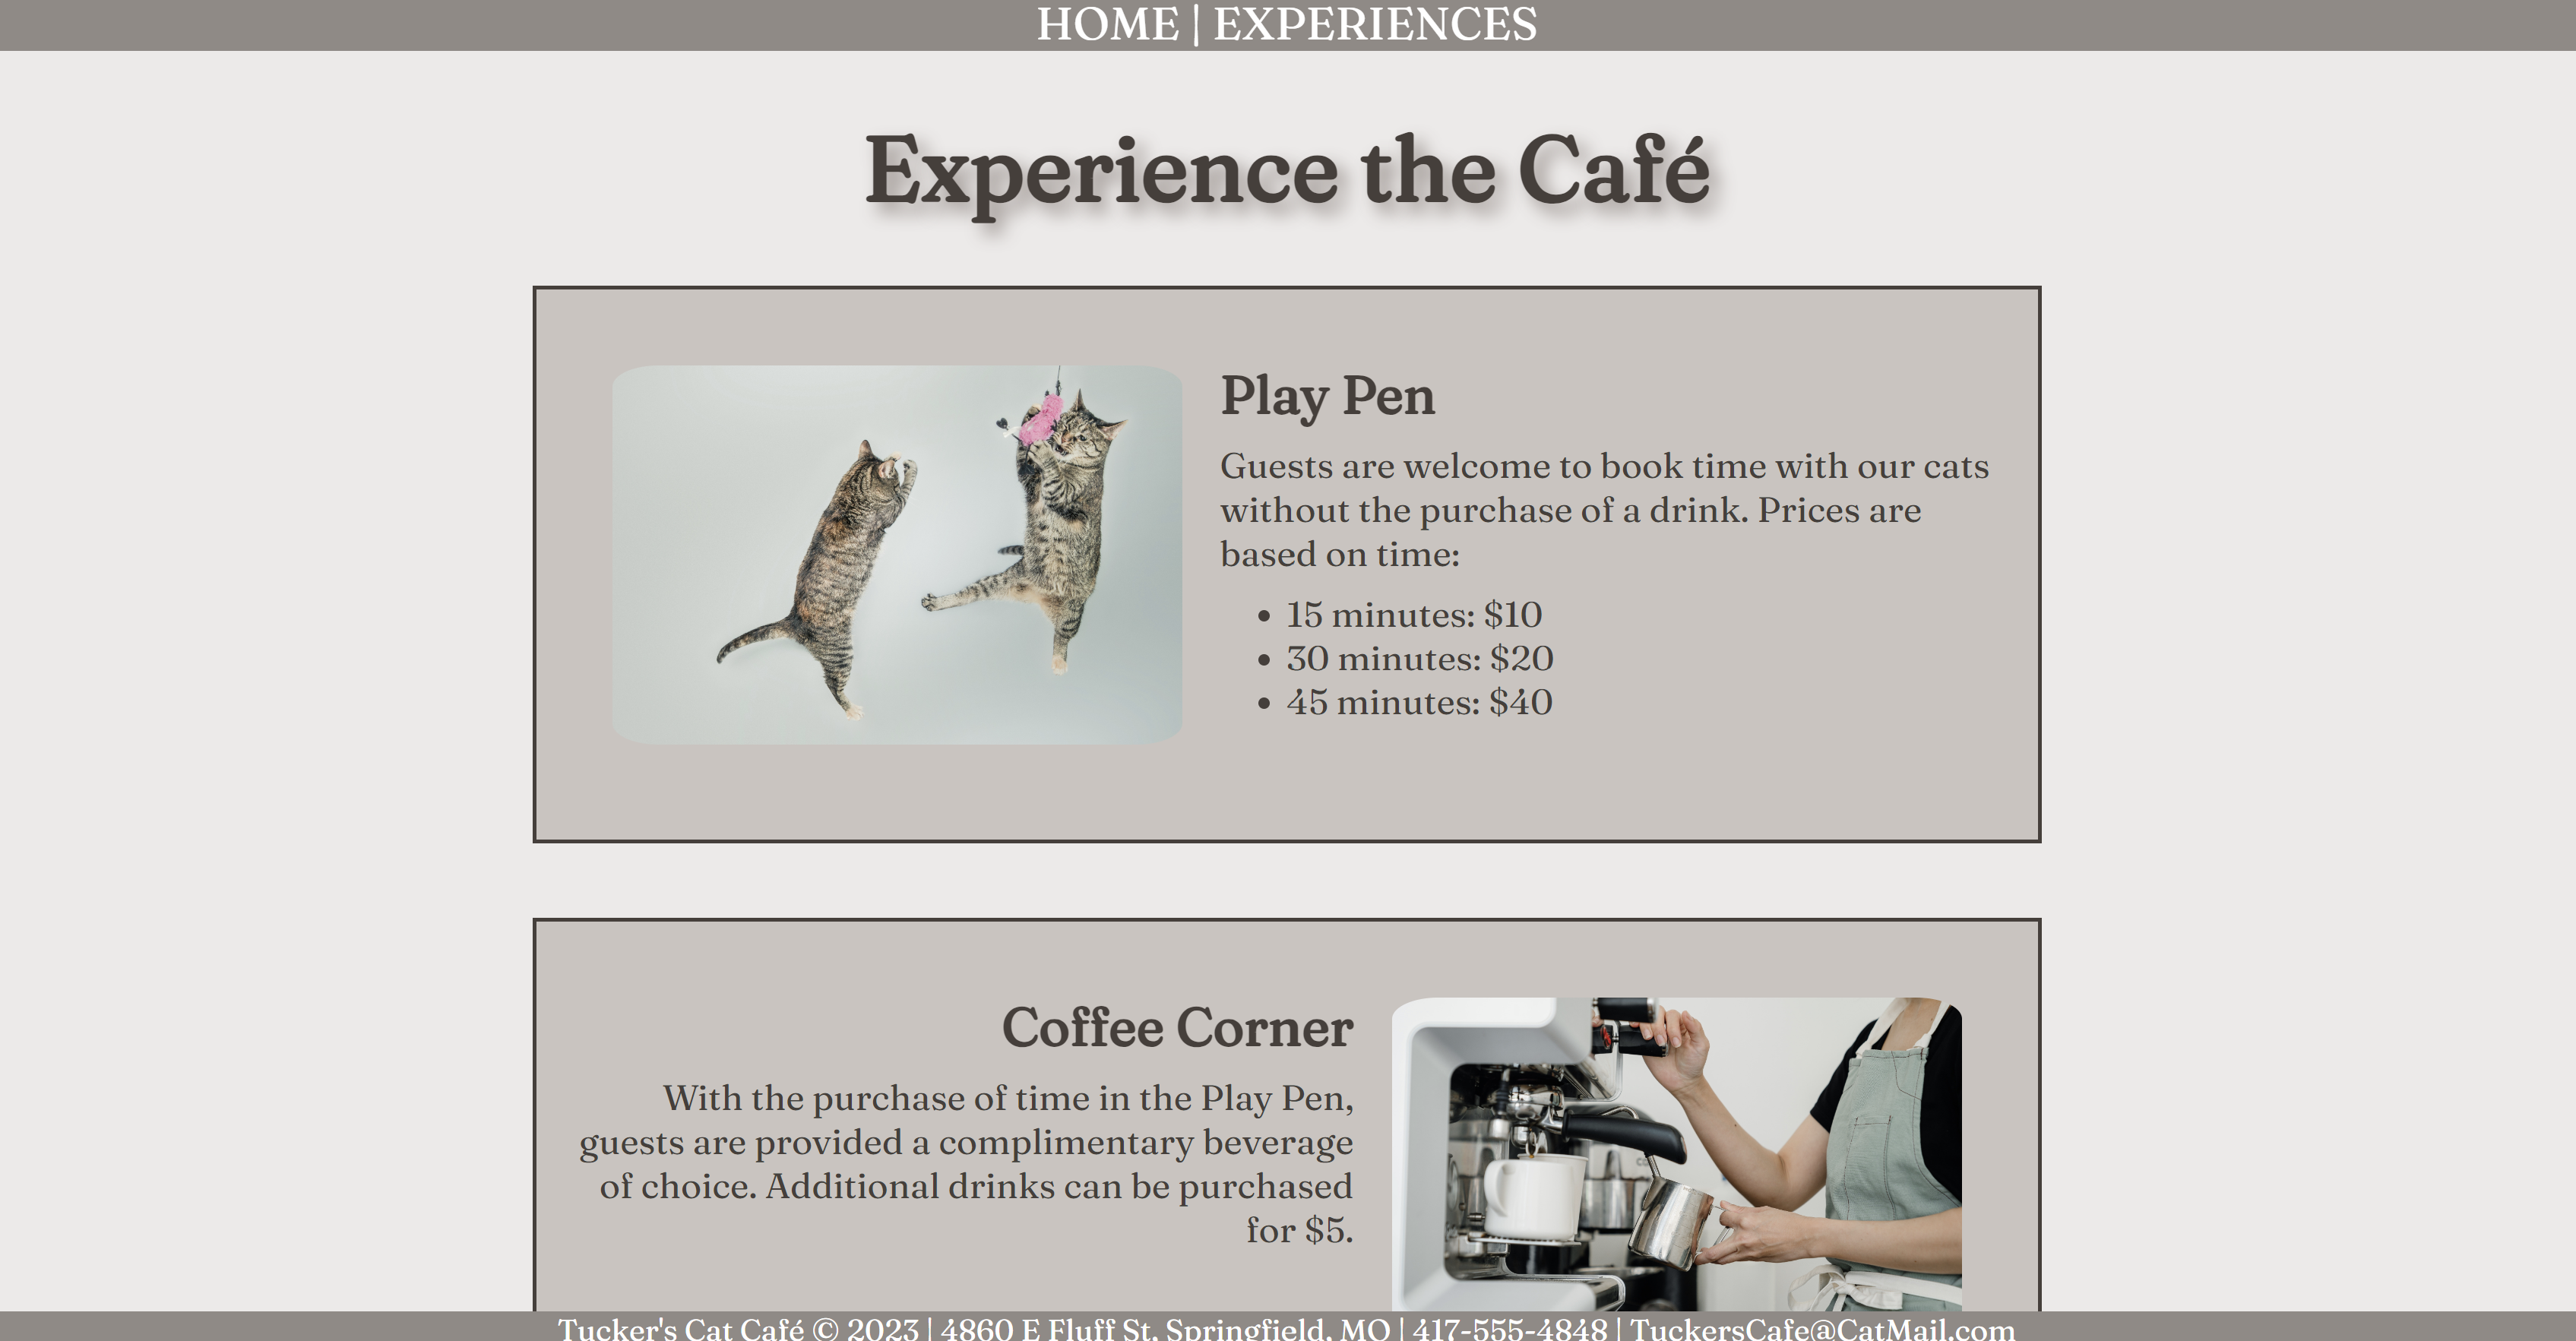 HOME | EXPERIENCES
Experience the Café
Play Pen
Guests are welcome to book time with our cats
without the purchase of a drink. Prices are
based on time:
• 15 minutes: $10
• 30 minutes: $20
• 45 minutes: $40
Coffee Corner
With the purchase of time in the Play Pen,
guests are provided a complimentary beverage
of choice. Additional drinks can be purchased
for $5.
Tucker's Cat Café © 2023 | 4860 E Fluff St, Springfield, MO | 417-555-4848 | TuckersCafe@CatMail.com